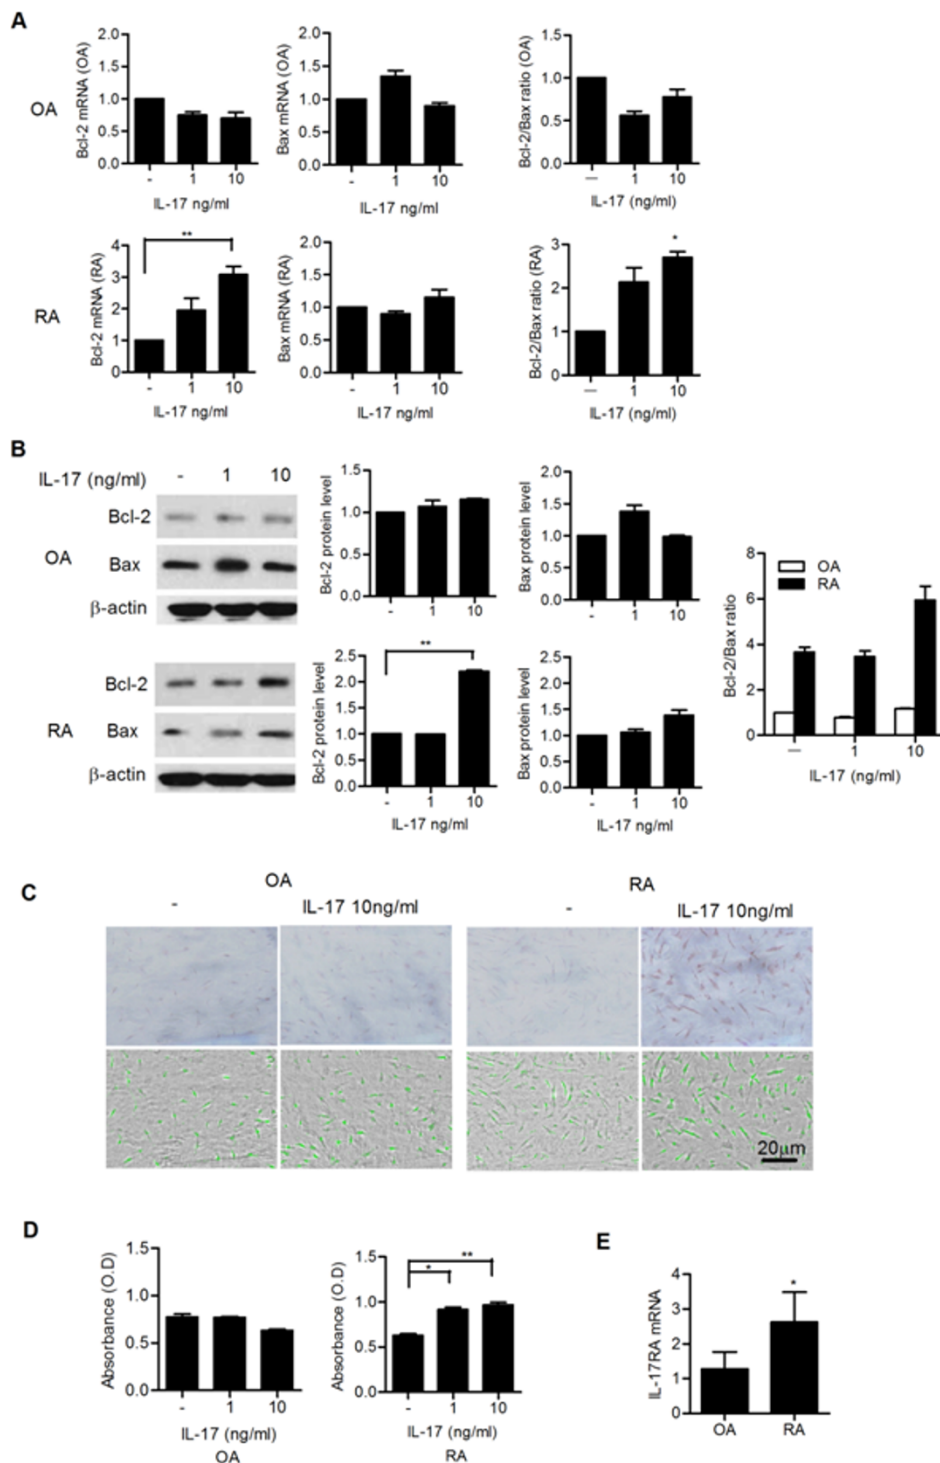 A
OA
Bcl-2 mRNA (OA)
2.0
1.5
1.0
0.5
0.0
- 1 10
IL-17 ng/ml
Bax mRNA (OA)
2.0
1.5
1.0
0.5
0.0
- 1 10
IL-17 ng/ml
Bcl-2/Bax ratio (OA)
1.5
1.0
0.5
0.0
— 1 10
IL-17 (ng/ml)
RA
Bcl-2 mRNA (RA)
4
3
2
1
0
**
- 1 10
IL-17 ng/ml
Bax mRNA (RA)
2.0
1.5
1.0
0.5
0.0
- 1 10
IL-17 ng/ml
Bcl-2/Bax ratio (RA)
3
2
1
0
*
— 1 10
IL-17 (ng/ml)
B
IL-17 (ng/ml) - 1 10
OA
Bcl-2
Bax
β-actin
RA
Bcl-2
Bax
β-actin
Bcl-2 protein level
1.5
1.0
0.5
0.0
- 1 10
Bax protein level
2.0
1.5
1.0
0.5
0.0
- 1 10
Bcl-2 protein level
2.5
2.0
1.5
1.0
0.5
0.0
**
- 1 10
IL-17 ng/ml
Bax protein level
2.5
2.0
1.5
1.0
0.5
0.0
- 1 10
IL-17 ng/ml
Bcl-2/Bax ratio
8
6
4
2
0
OA
RA
— 1 10
IL-17 (ng/ml)
C
OA
- IL-17 10ng/ml
RA
- IL-17 10ng/ml
20μm
D
Absorbance (O.D)
1.5
1.0
0.5
0.0
- 1 10
IL-17 (ng/ml)
OA
Absorbance (O.D)
1.5
1.0
0.5
0.0
*
**
- 1 10
IL-17 (ng/ml)
RA
E
IL-17RA mRNA
4
3
2
1
0
*
OA RA